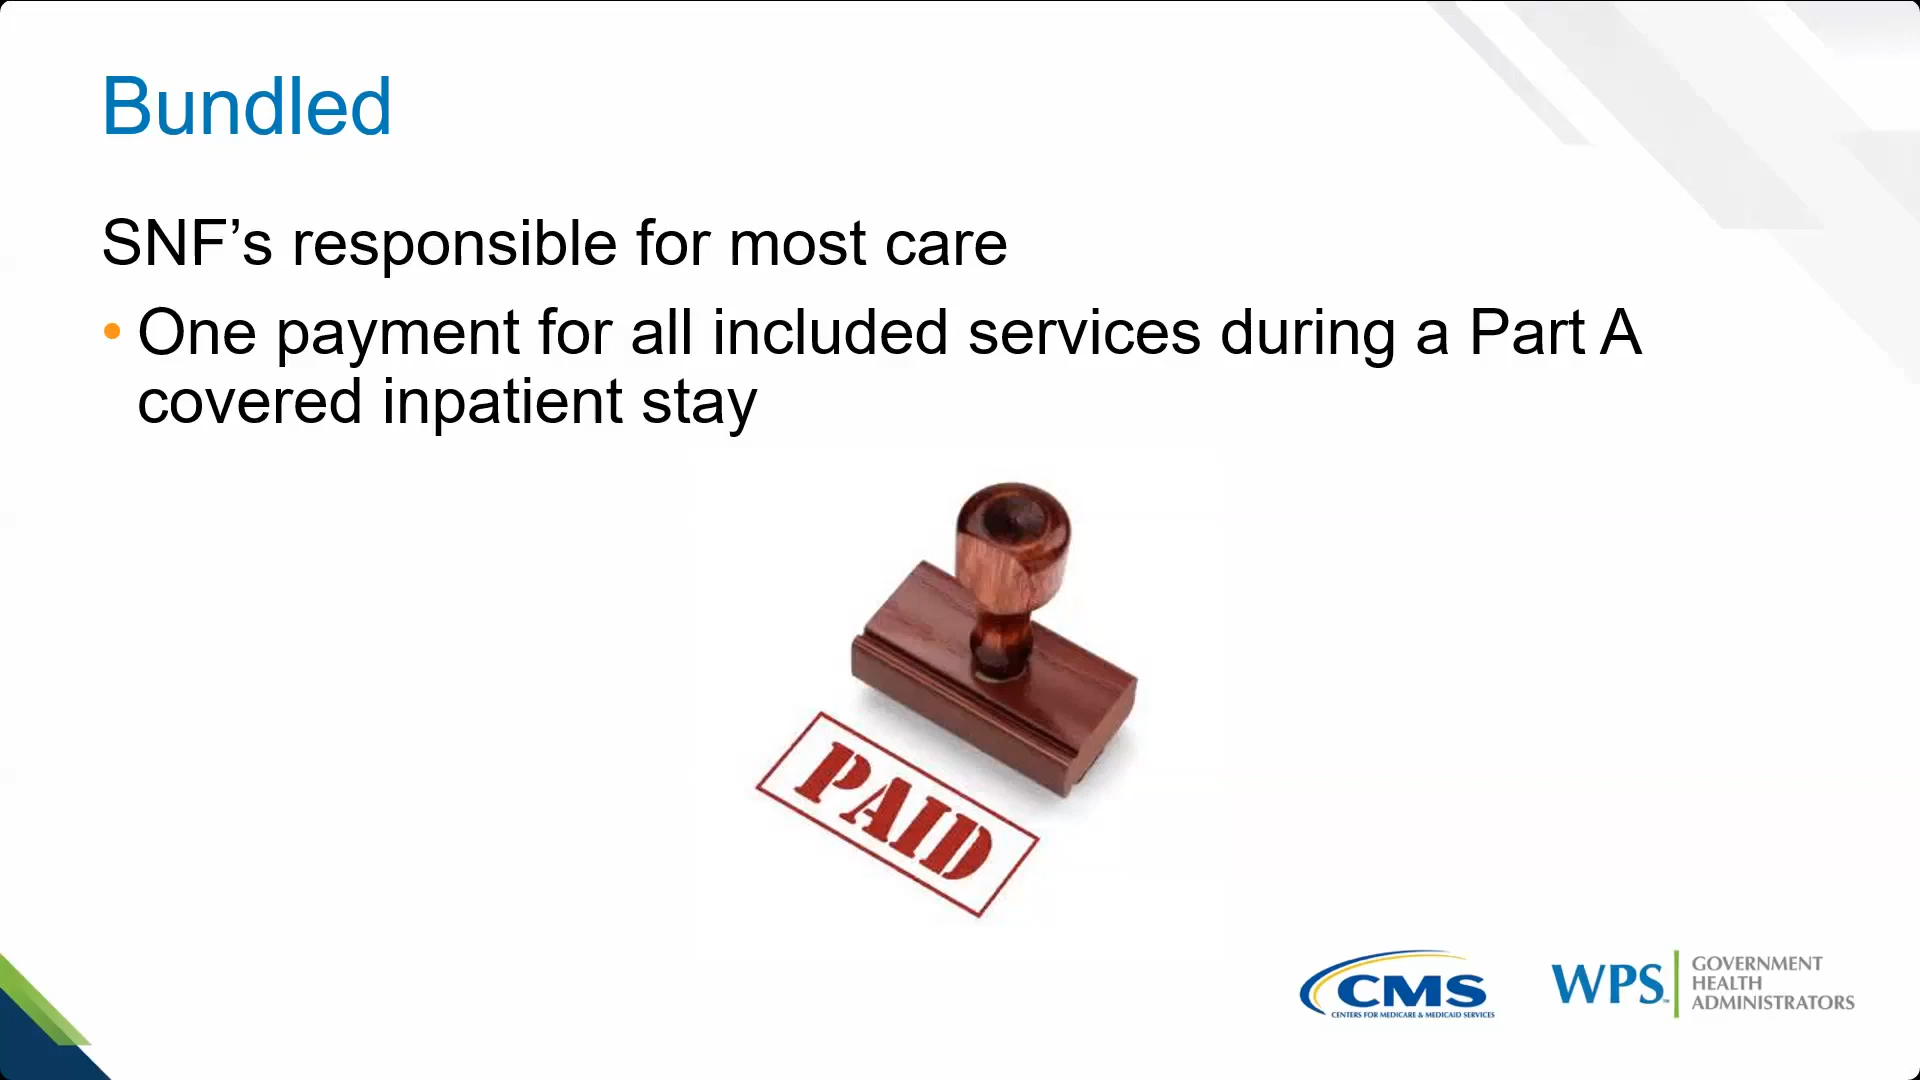 Bundled
SNF’s responsible for most care
• One payment for all included services during a Part A
covered inpatient stay
PAID
CMS
CENTERS FOR MEDICARE & MEDICAID SERVICES
WPS
GOVERNMENT
HEALTH
ADMINISTRATORS